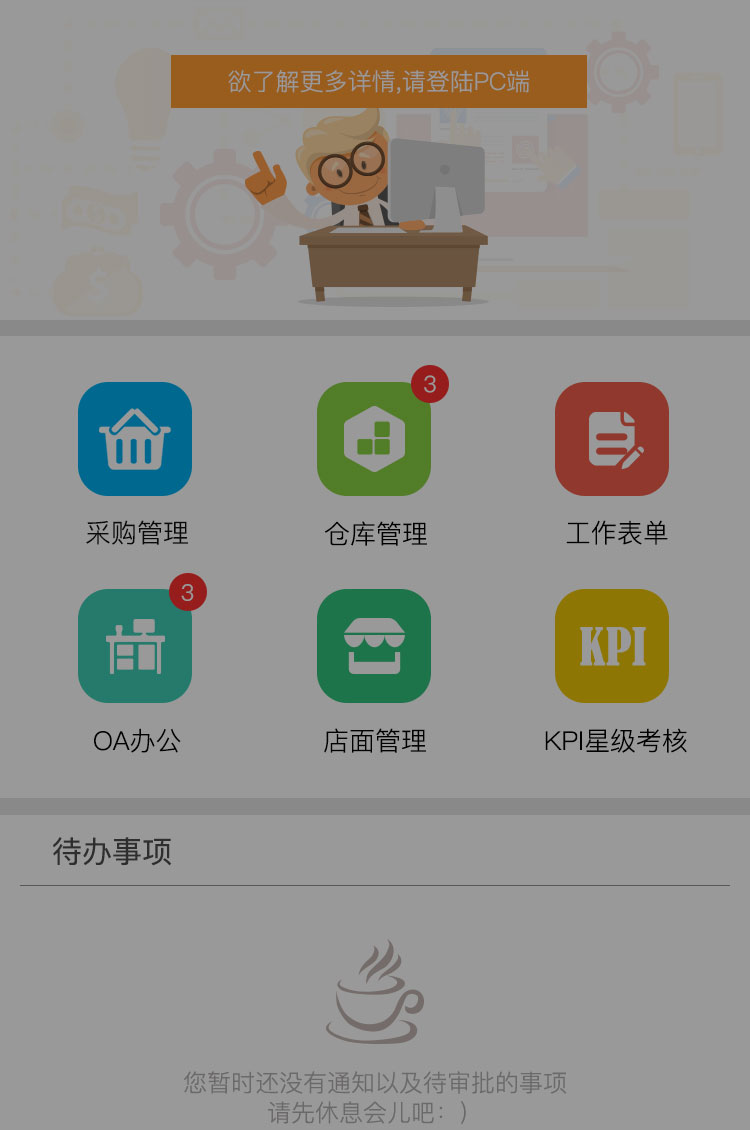 欲了解更多详情,请登陆PC端
3
采购管理
仓库管理
工作表单
3
KPI
OA办公
店面管理
KPI星级考核
待办事项
您暂时还没有通知以及待审批的事项
请先休息会儿吧：)